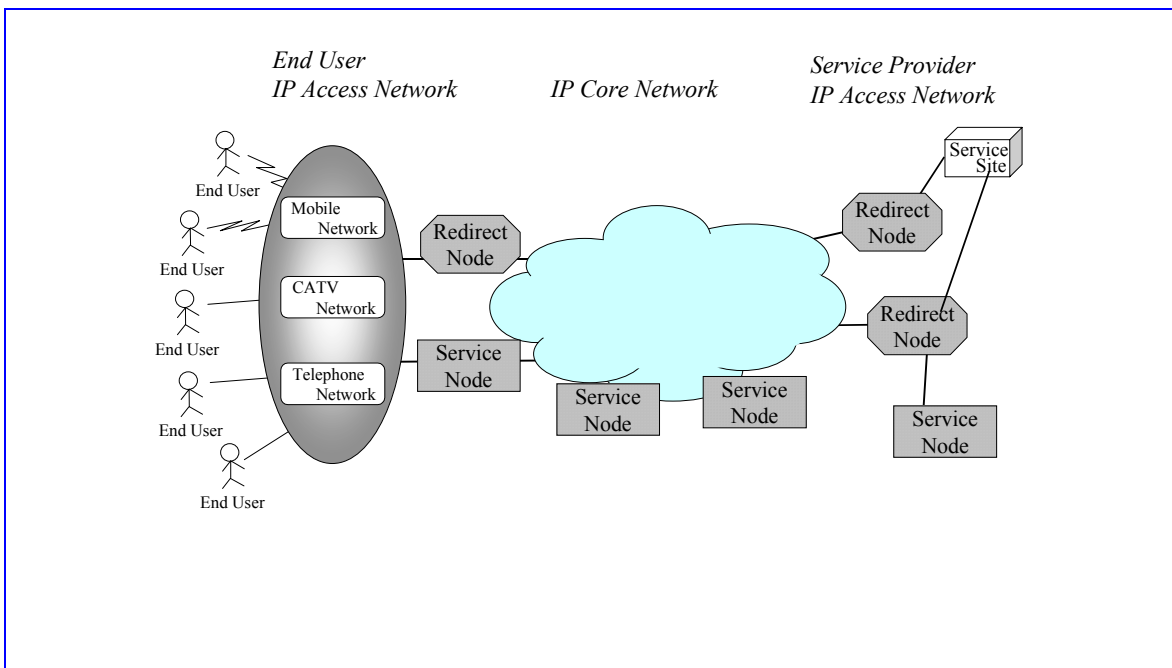 End User
IP Access Network
IP Core Network
Service Provider
IP Access Network
End User
End User
End User
End User
End User
Mobile
Network
CATV
Network
Telephone
Network
Redirect
Node
Service
Node
Service
Node
Service
Node
Redirect
Node
Service
Site
Redirect
Node
Service
Node